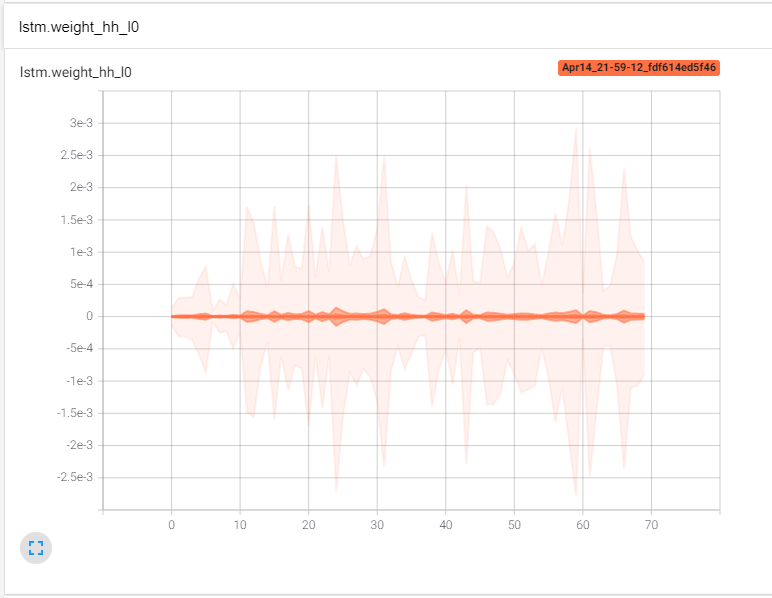 lstm.weight_hh_l0
lstm.weight_hh_l0
Apr14_21-59-12_fdf614ed5f46
3e-3
2.5e-3
2e-3
1.5e-3
1e-3
5e-4
0
-5e-4
-1e-3
-1.5e-3
-2e-3
-2.5e-3
0 10 20 30 40 50 60 70